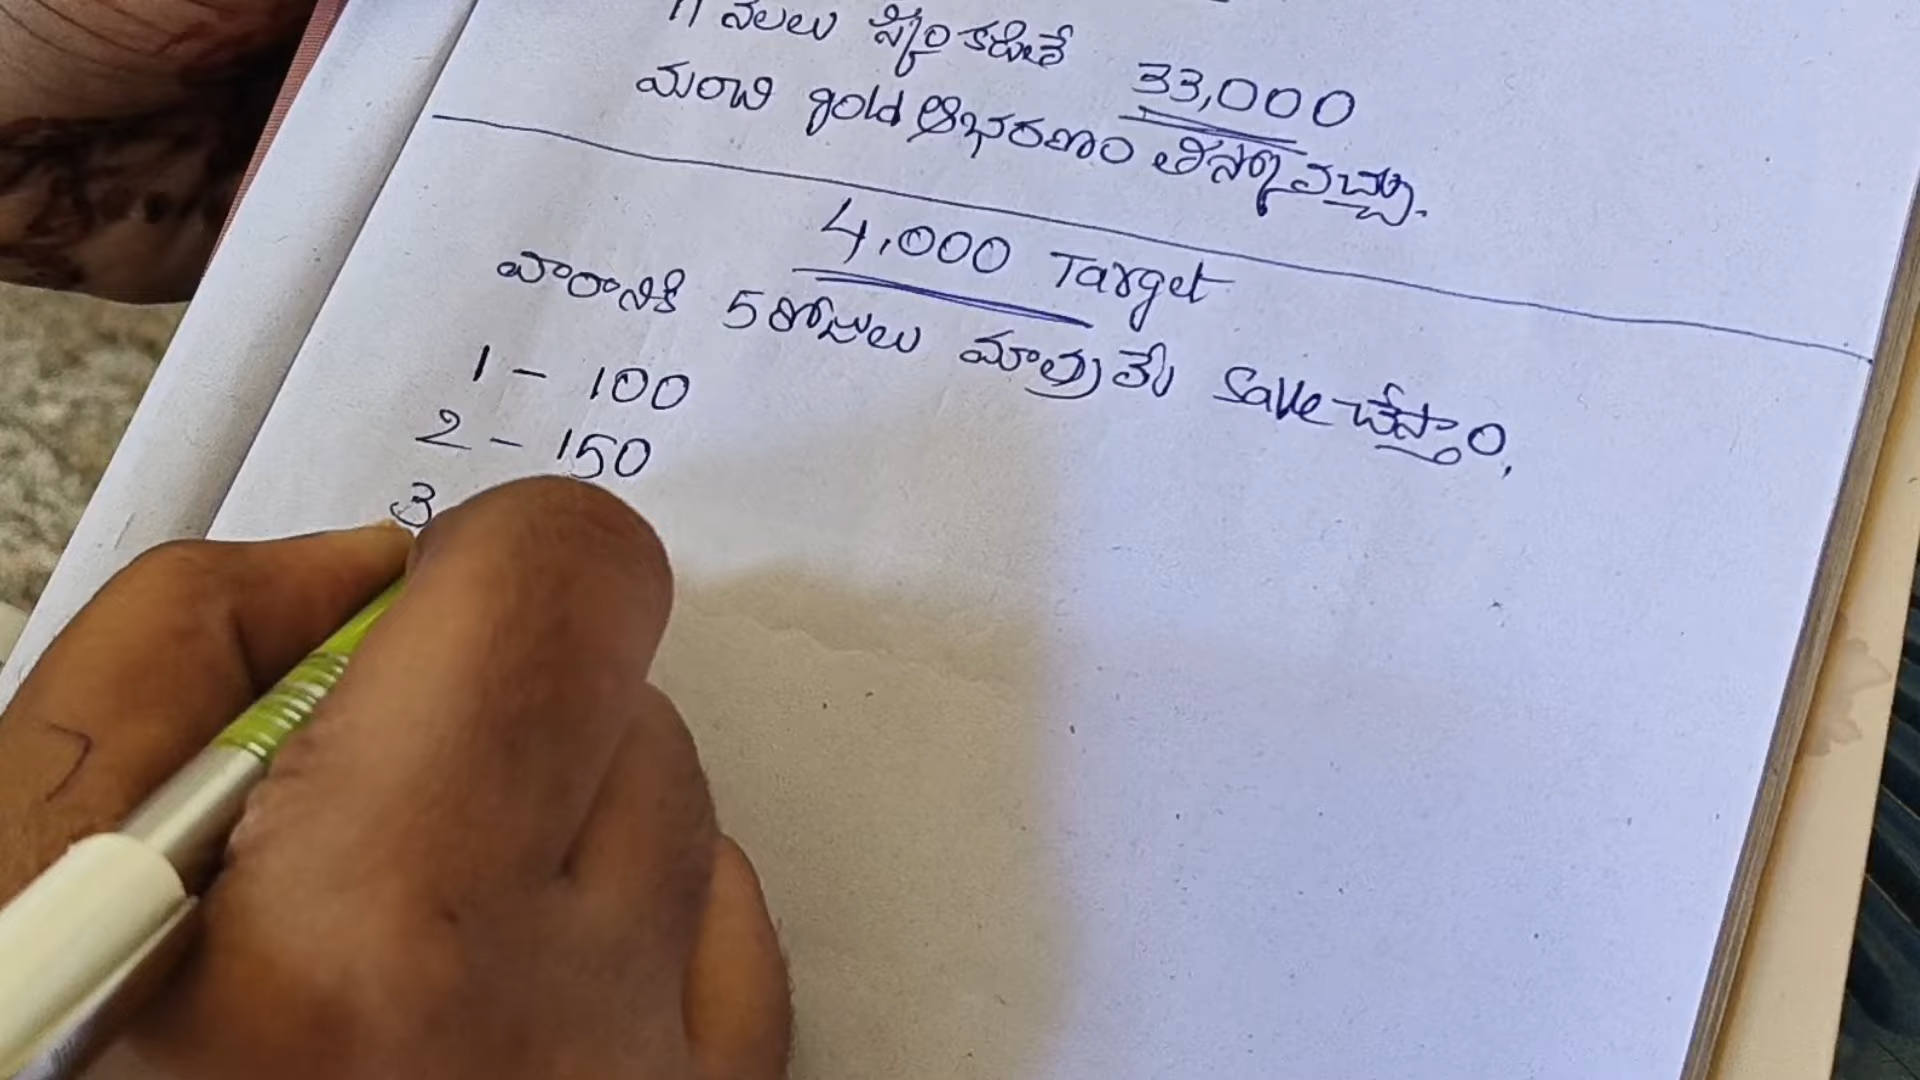 11 నెలలు స్కీం కడితే 33,000
మంచి gold ఆభరణం తీస్కోవచ్చు.
4,000 Target
వారానికి 5 రోజులు మాత్రమే Save చేస్తాం,
1 - 100
2 - 150
3